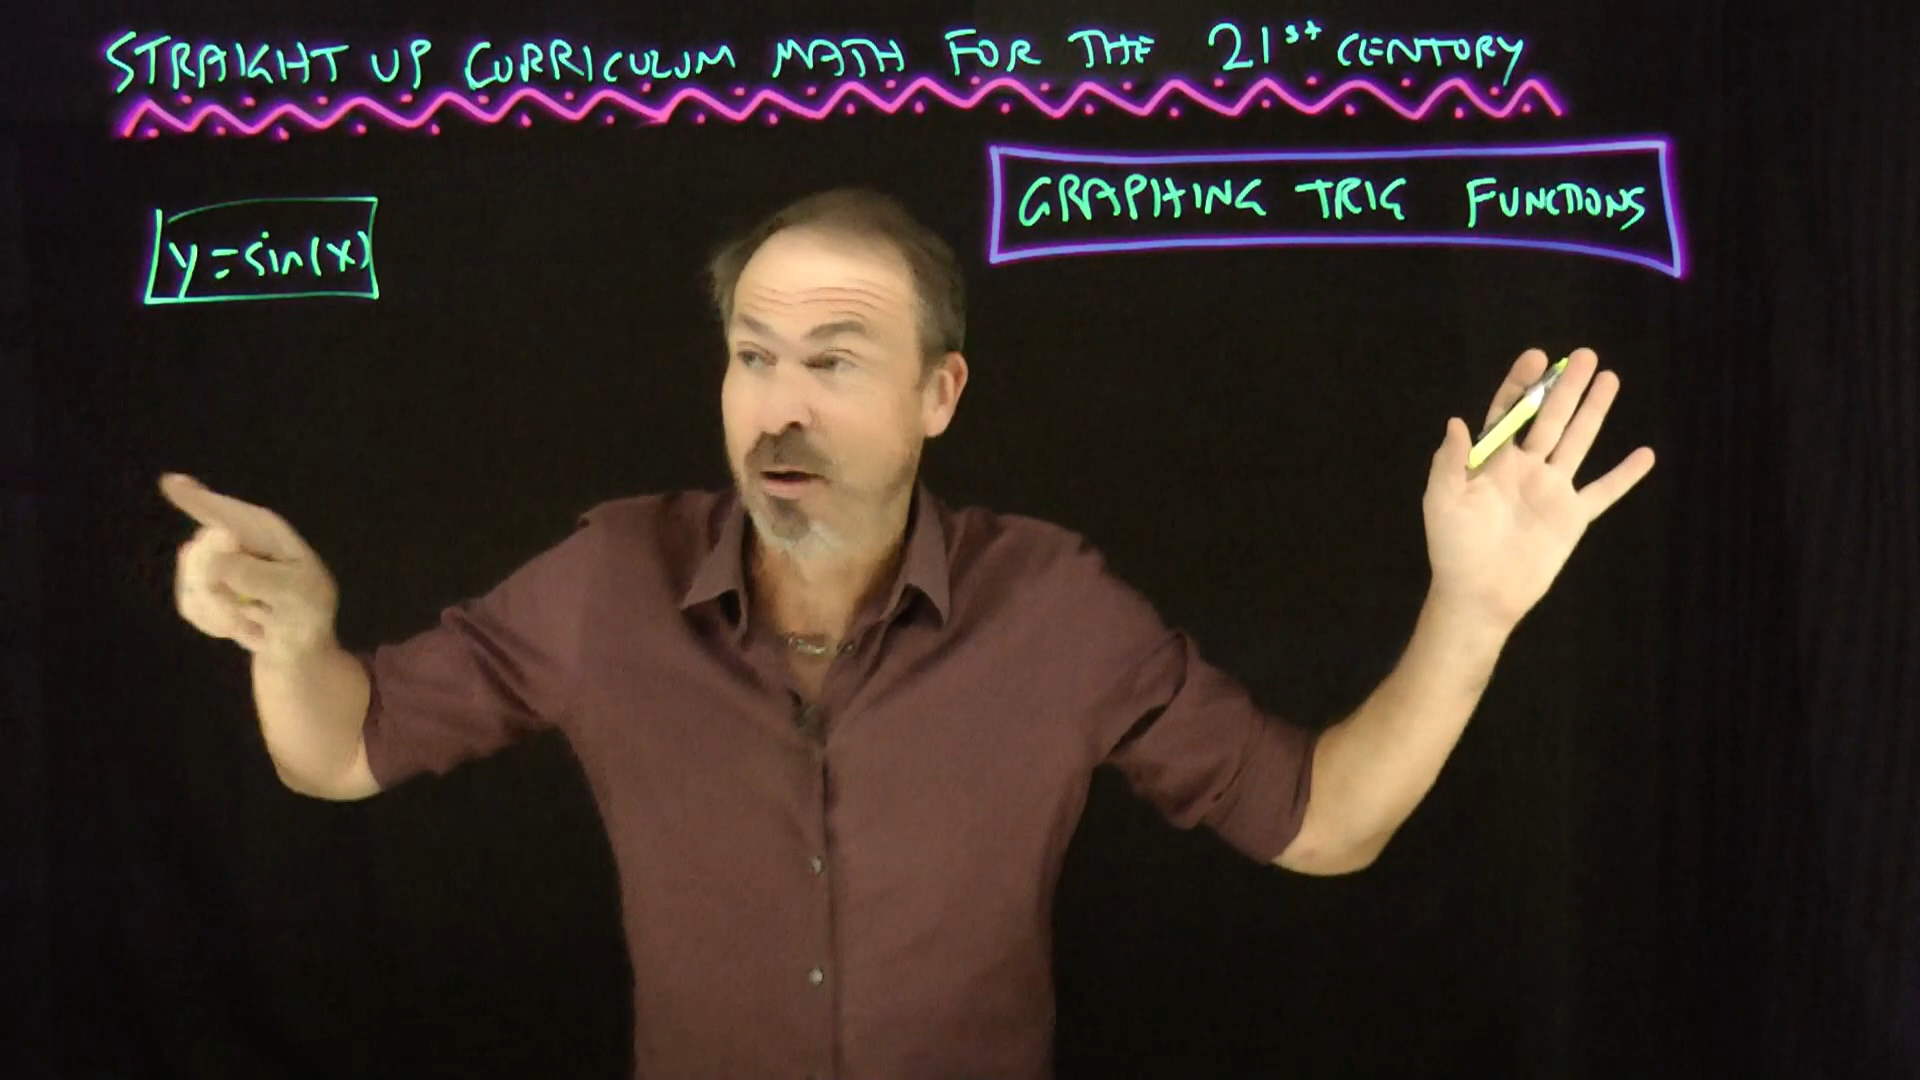 STRAIGHT UP CURRICULUM MATH FOR THE 21st CENTURY
GRAPHING TRIG FUNCTIONS
y = sin(x)